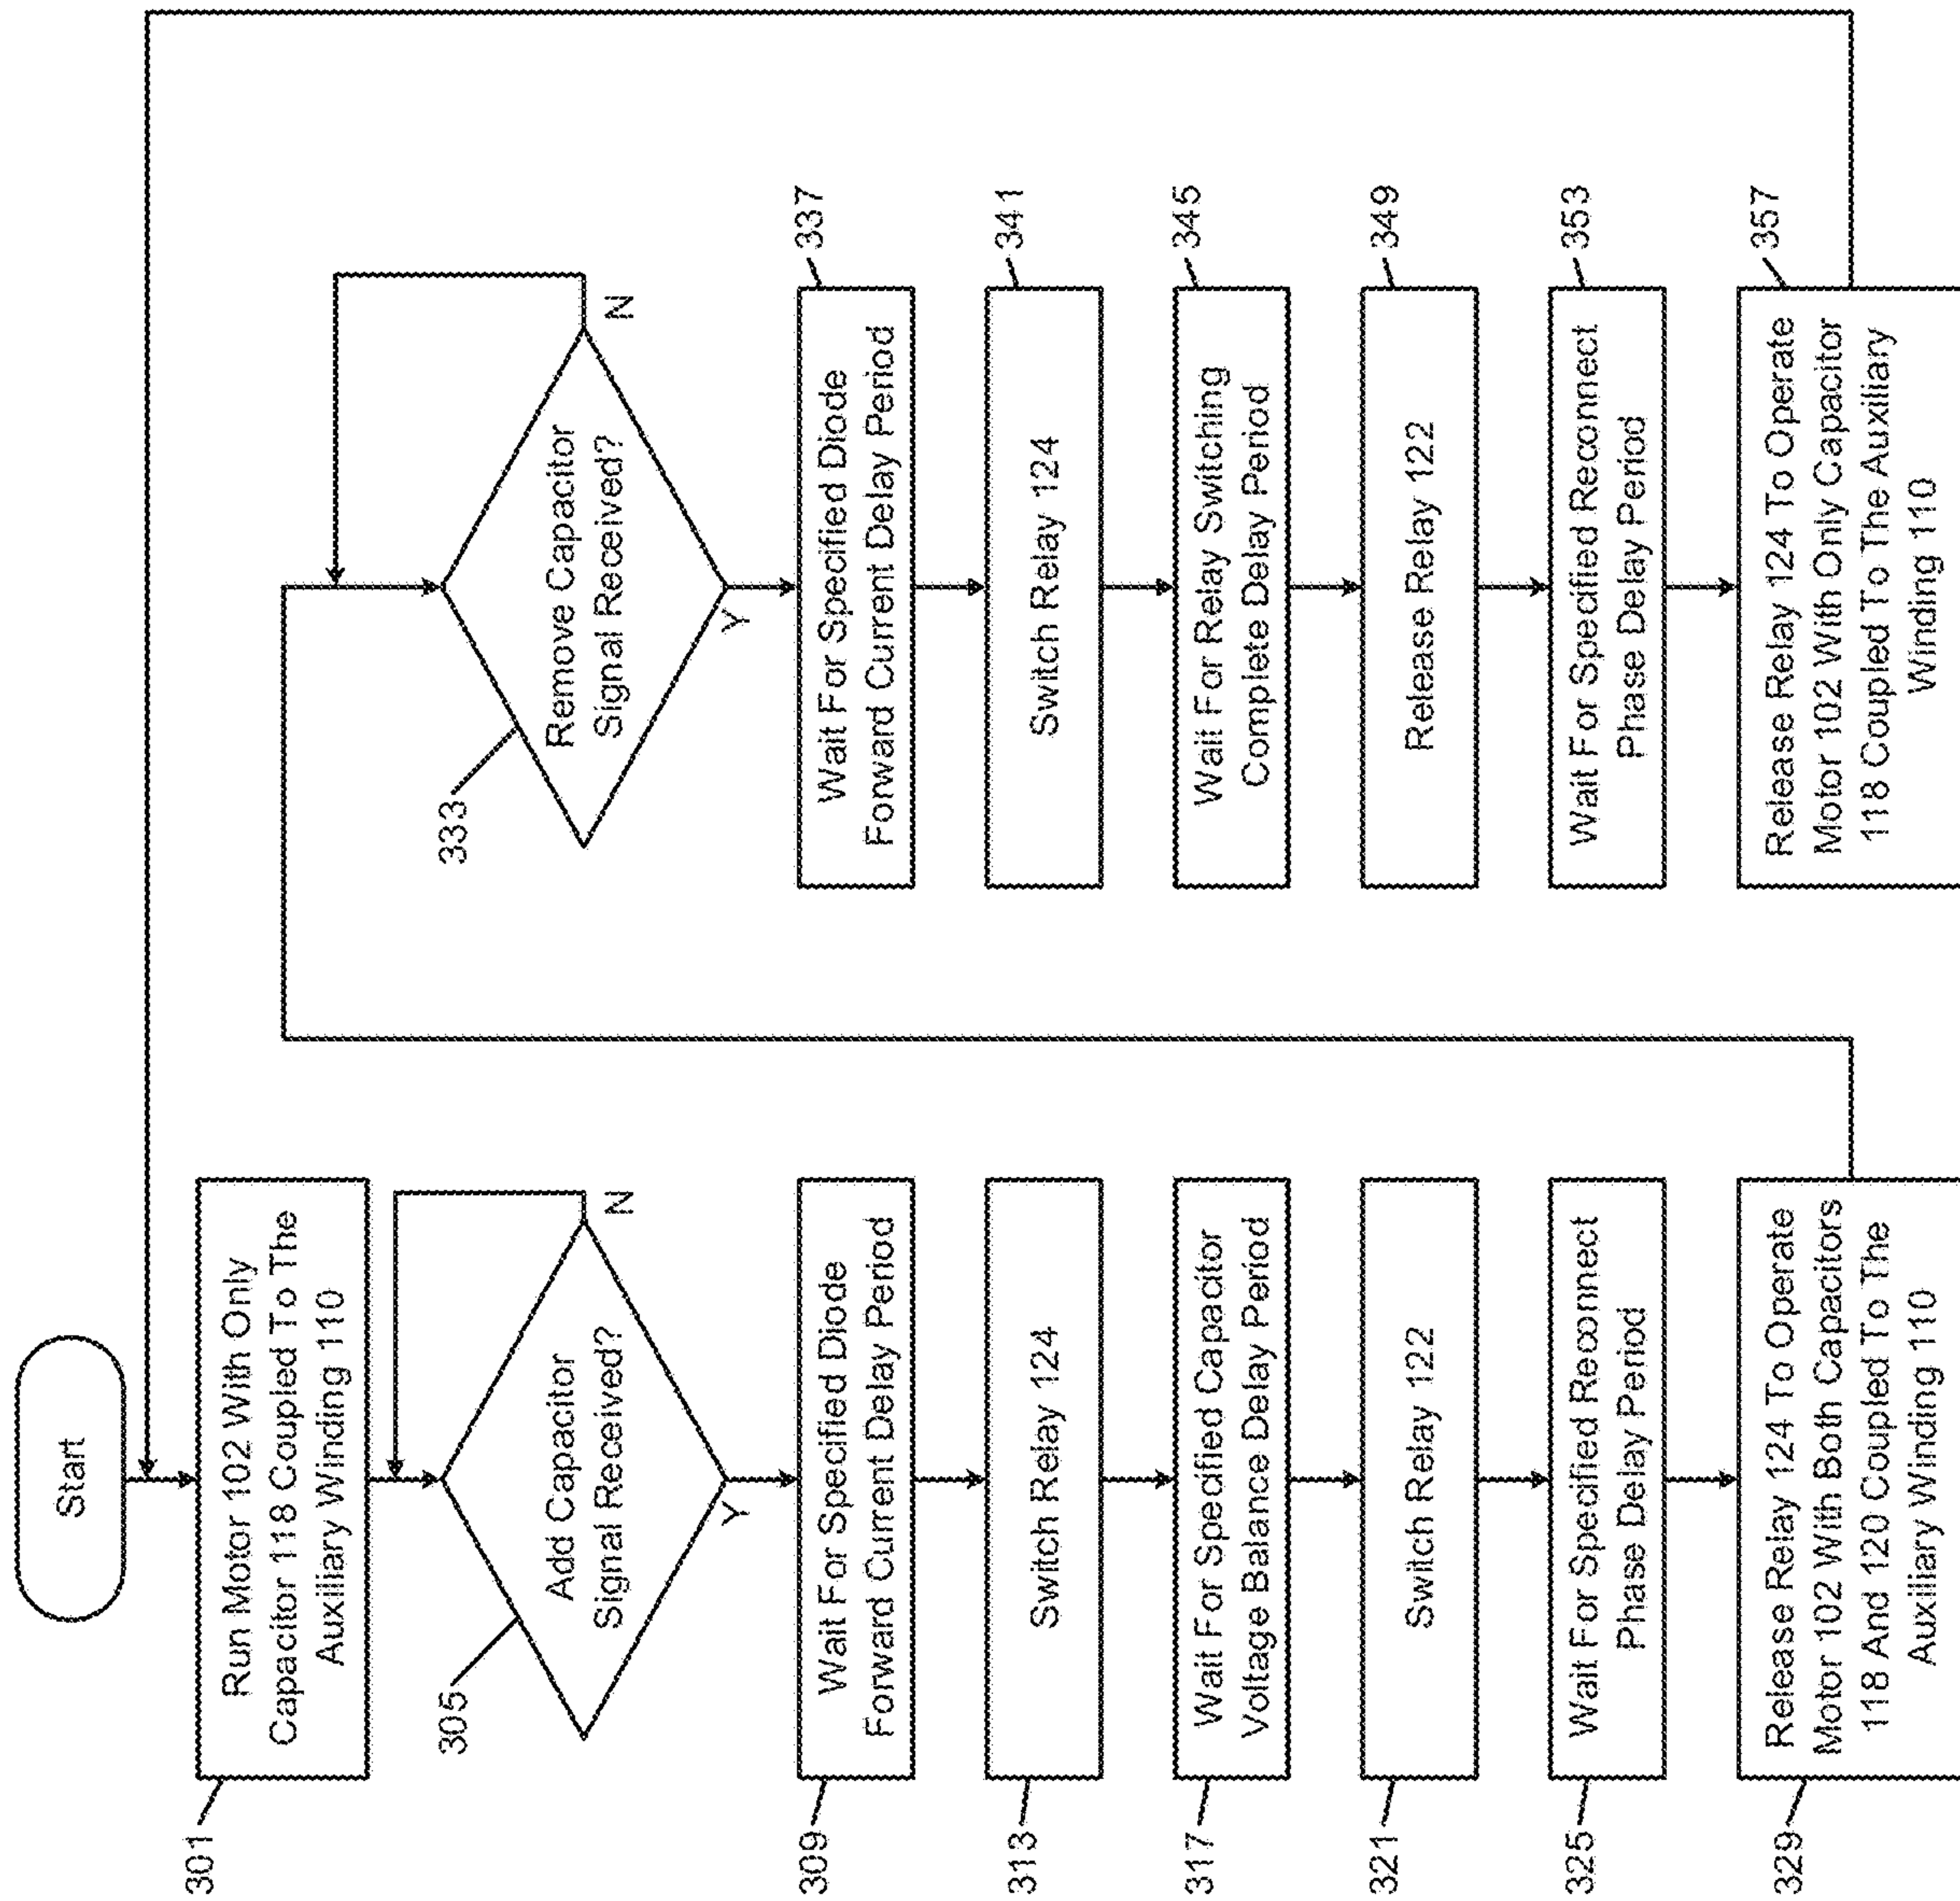 Start
301
Run Motor 102 With Only
Capacitor 118 Coupled To The
Auxiliary Winding 110
305
Add Capacitor
Signal Received?
N
Y
309
Wait For Specified Diode
Forward Current Delay Period
313
Switch Relay 124
317
Wait For Specified Capacitor
Voltage Balance Delay Period
321
Switch Relay 122
325
Wait For Specified Reconnect
Phase Delay Period
329
Release Relay 124 To Operate
Motor 102 With Both Capacitors
118 And 120 Coupled To The
Auxiliary Winding 110
333
Remove Capacitor
Signal Received?
N
Y
337
Wait For Specified Diode
Forward Current Delay Period
341
Switch Relay 124
345
Wait For Relay Switching
Complete Delay Period
349
Release Relay 122
353
Wait For Specified Reconnect
Phase Delay Period
357
Release Relay 124 To Operate
Motor 102 With Only Capacitor
118 Coupled To The Auxiliary
Winding 110